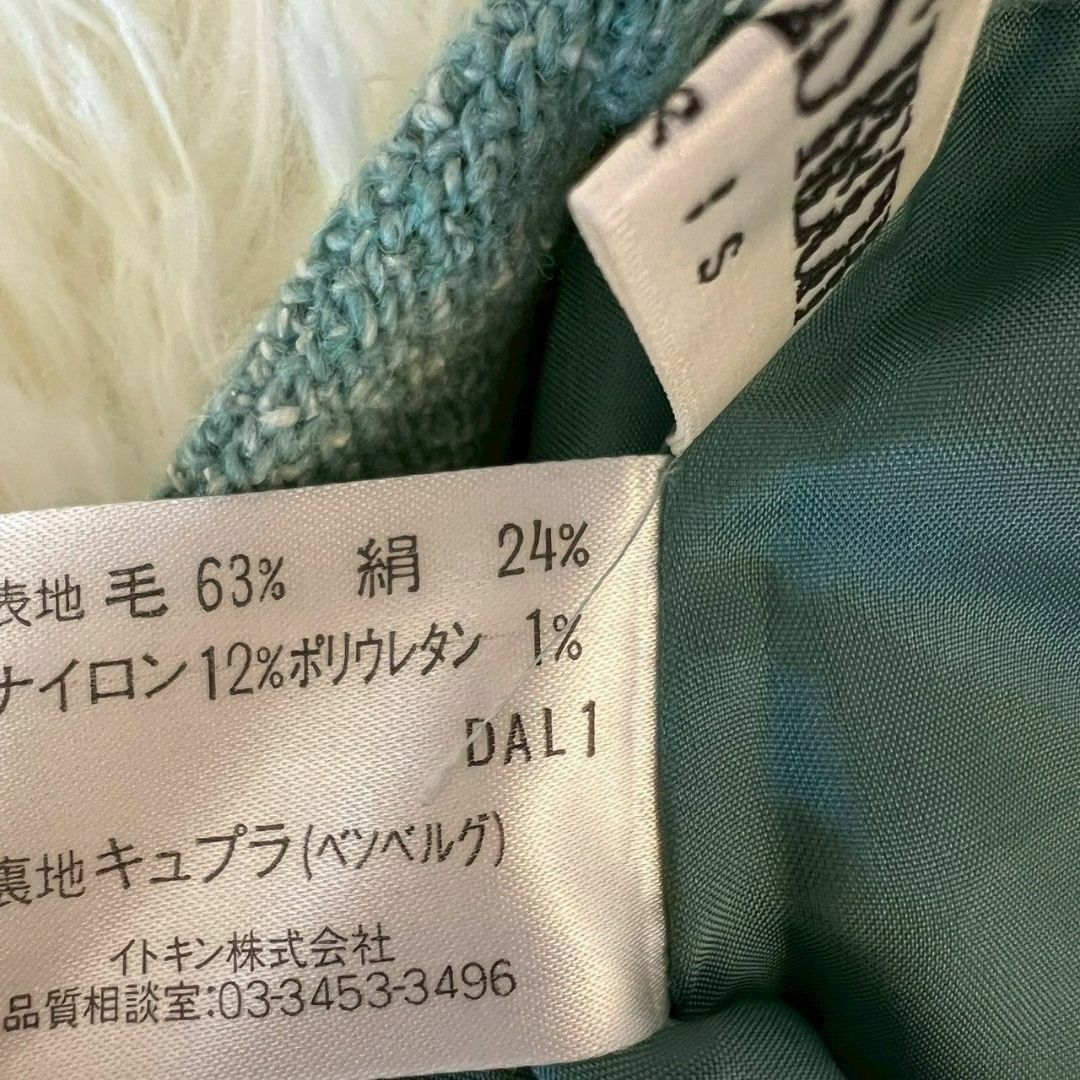 &
IS
表地 毛 63% 絹 24%
ナイロン12%ポリウレタン 1%
DAL1
裏地キュプラ(ベンベルグ)
イトキン株式会社
品質相談室:03-3453-3496